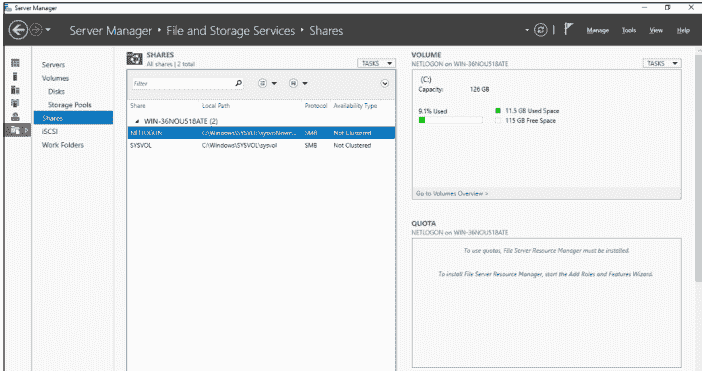 Server Manager
Server Manager • File and Storage Services • Shares
Manage Tools View Help
Servers
Volumes
Disks
Storage Pools
Shares
iSCSI
Work Folders
SHARES
All shares | 2 total
TASKS
Filter
Share Local Path Protocol Availability Type
WIN-36NOU518ATE (2)
NETLOGON SMB Not Clustered
SYSVOL C:\Windows\SYSVOL\sysvol SMB Not Clustered
VOLUME
NETLOGON on WIN-36NOU518ATE
TASKS
(C:)
Capacity: 126 GB
9.1% Used
11.5 GB Used Space
115 GB Free Space
Go to Volumes Overview >
QUOTA
NETLOGON on WIN-36NOU518ATE
To use quotas, File Server Resource Manager must be installed.
To install File Server Resource Manager, start the Add Roles and Features Wizard.